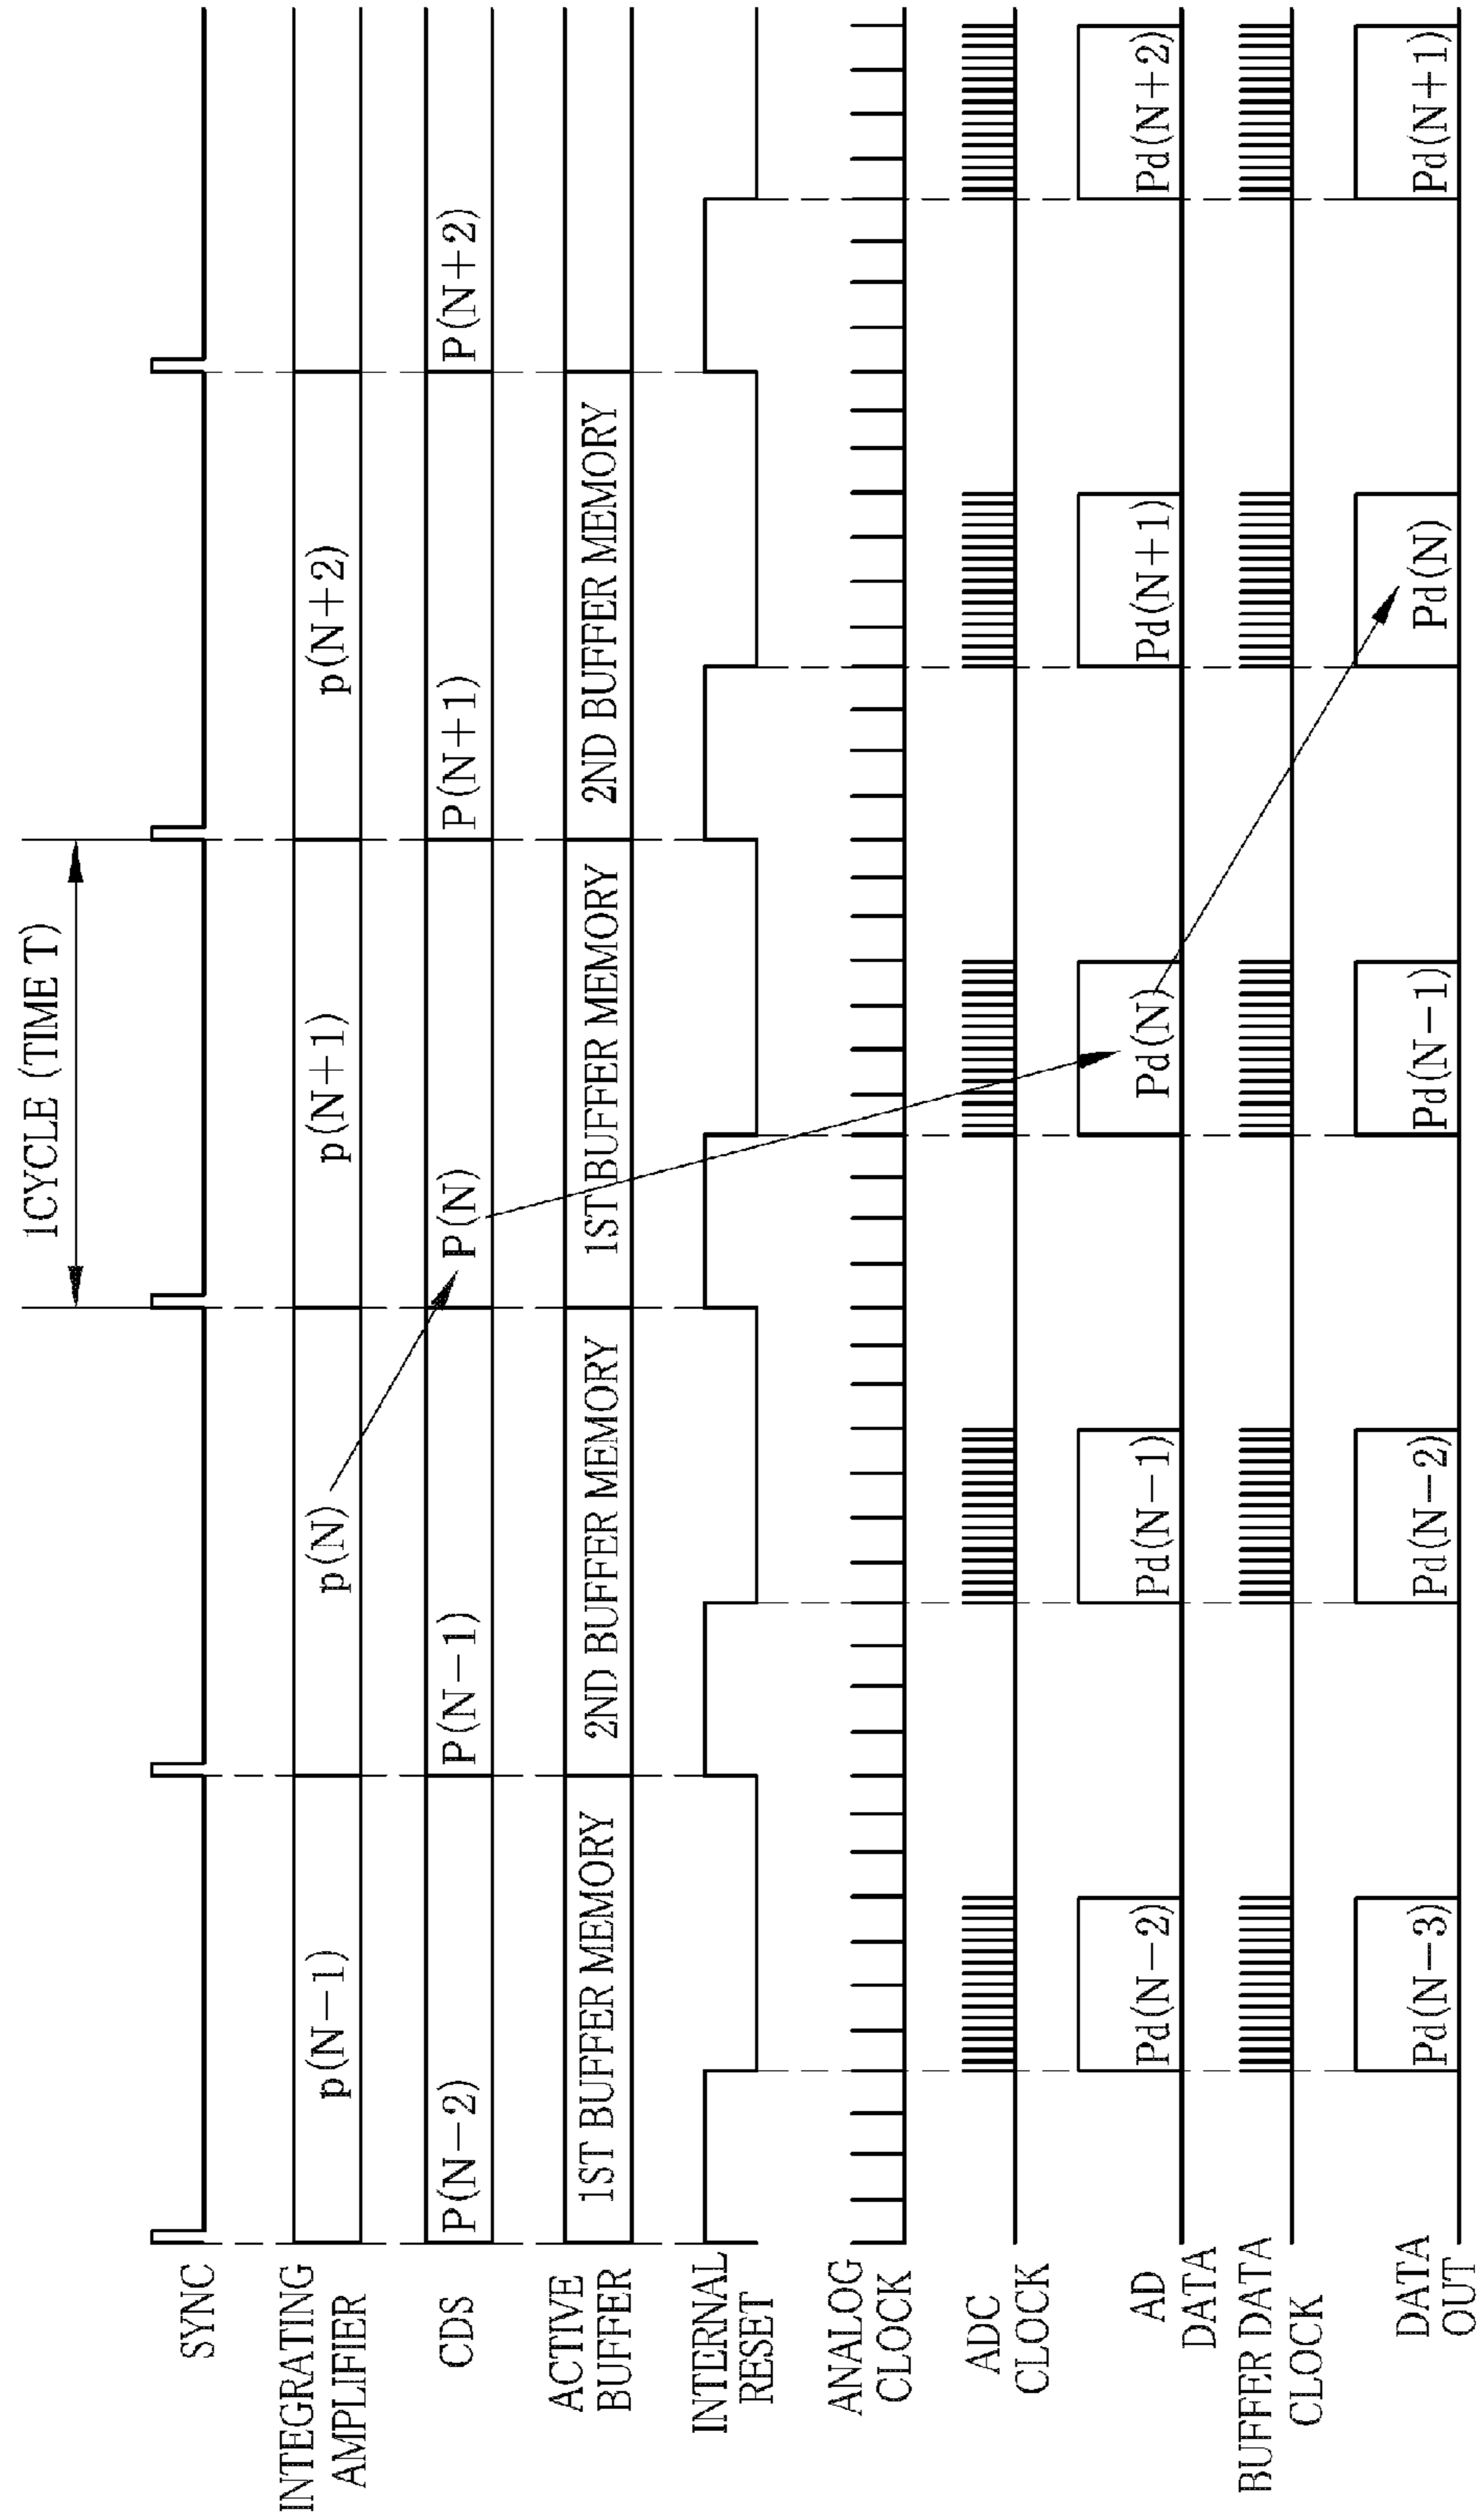 1CYCLE (TIME T)
SYNC
INTEGRATING
AMPLIFIER
p(N−1)
p(N)
p(N+1)
p(N+2)
CDS
P(N−2)
P(N−1)
P(N)
P(N+1)
P(N+2)
ACTIVE
BUFFER
1ST BUFFER MEMORY
2ND BUFFER MEMORY
1ST BUFFER MEMORY
2ND BUFFER MEMORY
INTERNAL
RESET
ANALOG
CLOCK
ADC
CLOCK
AD
DATA
Pd(N−2)
Pd(N−1)
Pd(N)
Pd(N+1)
Pd(N+2)
BUFFER DATA
CLOCK
DATA
OUT
Pd(N−3)
Pd(N−2)
Pd(N−1)
Pd(N)
Pd(N+1)